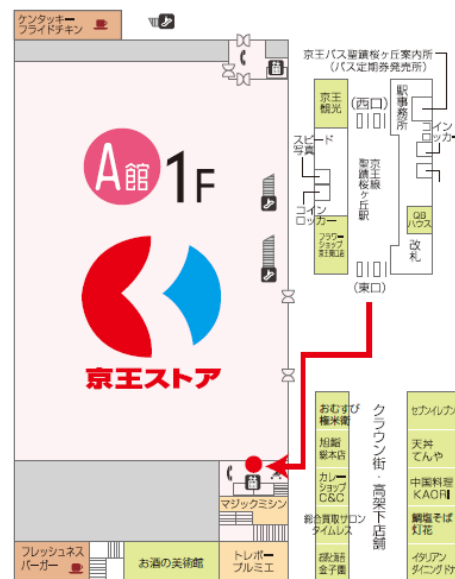 ケンタッキー
フライドチキン
京王バス聖蹟桜ヶ丘案内所
(バス定期券発売所)
京王
観光
(西口)
駅事務所
コイン
ロッカー
スピード
写真
京王線
聖蹟桜ヶ丘駅
コイン
ロッカー
QB
ハウス
フラワー
ショップ
改札
(東口)
A館 1F
京王ストア
マジックミシン
フレッシュネス
バーガー
お酒の美術館
トレボー
プルミエ
おむすび
権米衛
旭鮨
総本店
カレー
ショップ
C&C
総合買取サロン
タイムレス
金子園
クラウン街・高架下店舗
セブンイレブン
天丼
てんや
中国料理
KAORI
鯛塩そば
灯花
イタリアン